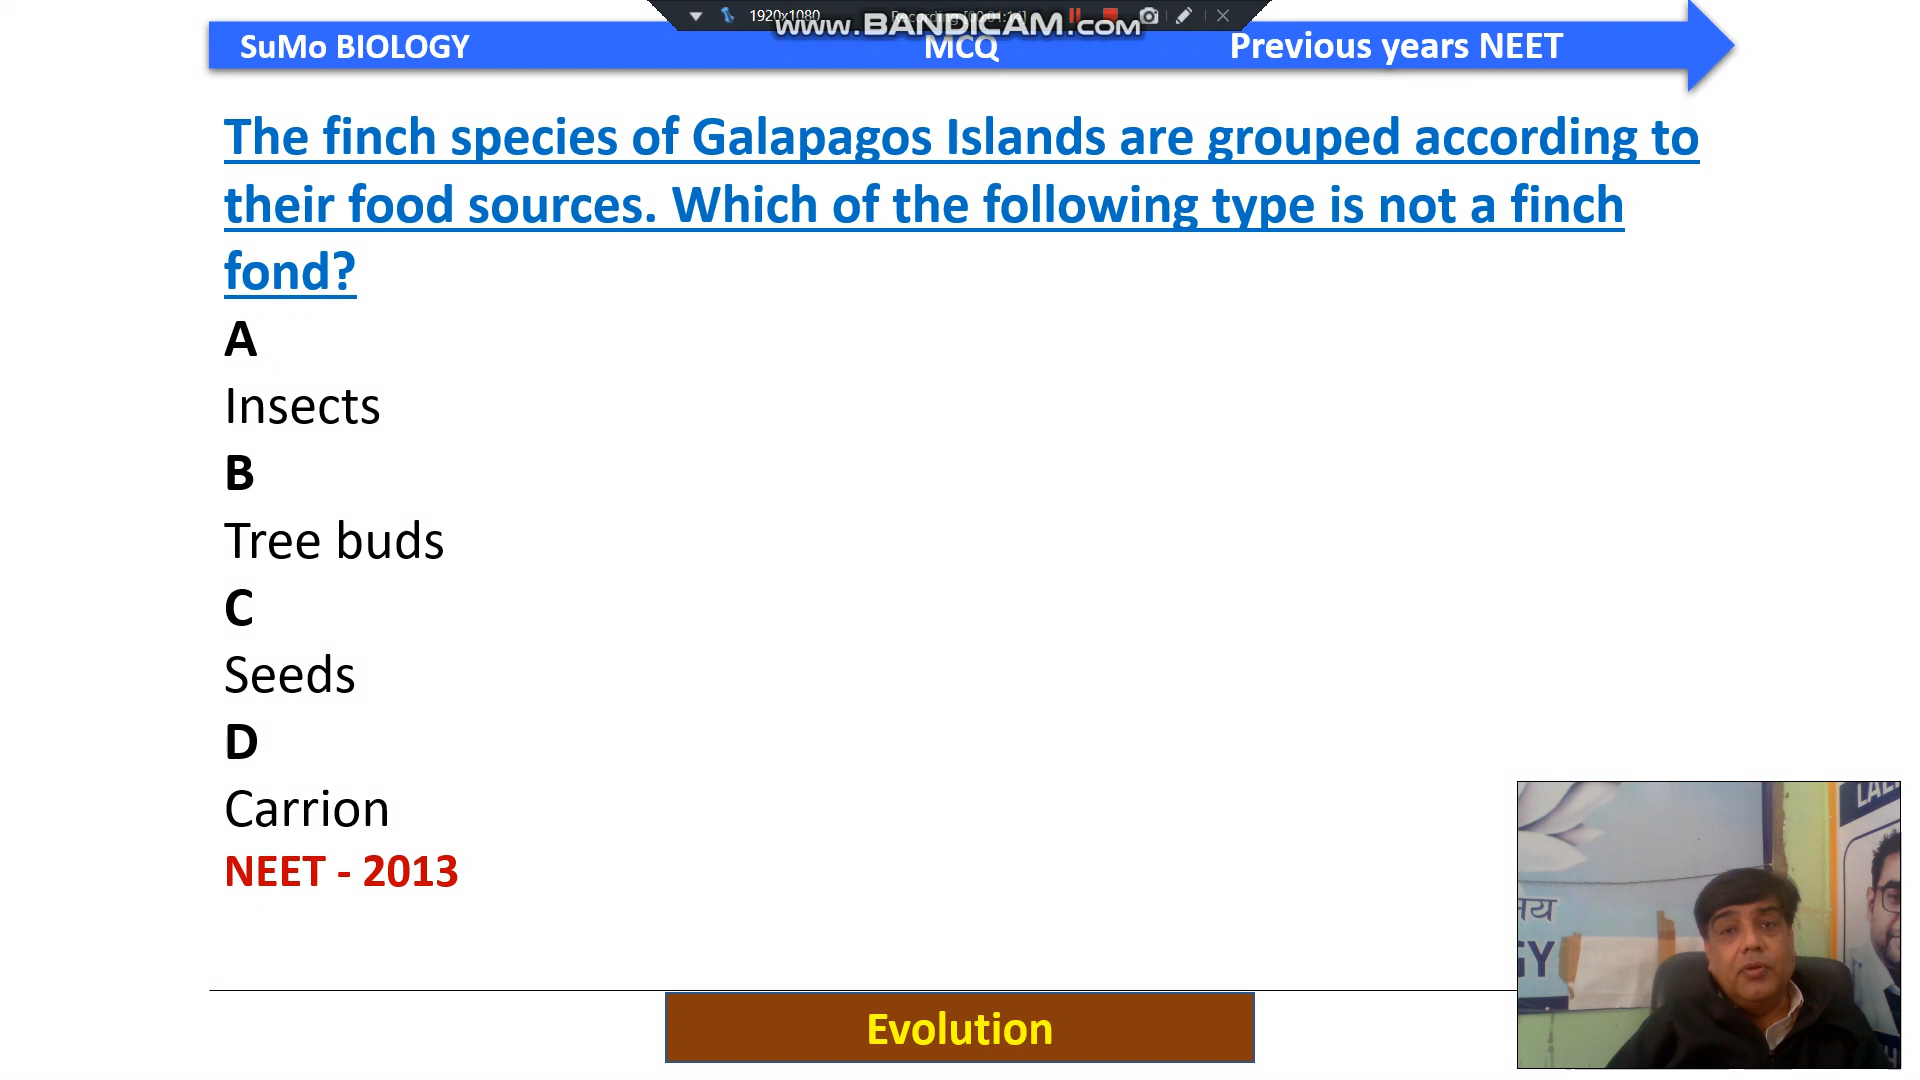 1920x1080
www.BANDICAM.com
SuMo BIOLOGY MCQ Previous years NEET
The finch species of Galapagos Islands are grouped according to
their food sources. Which of the following type is not a finch
fond?
A
Insects
B
Tree buds
C
Seeds
D
Carrion
NEET - 2013
Evolution